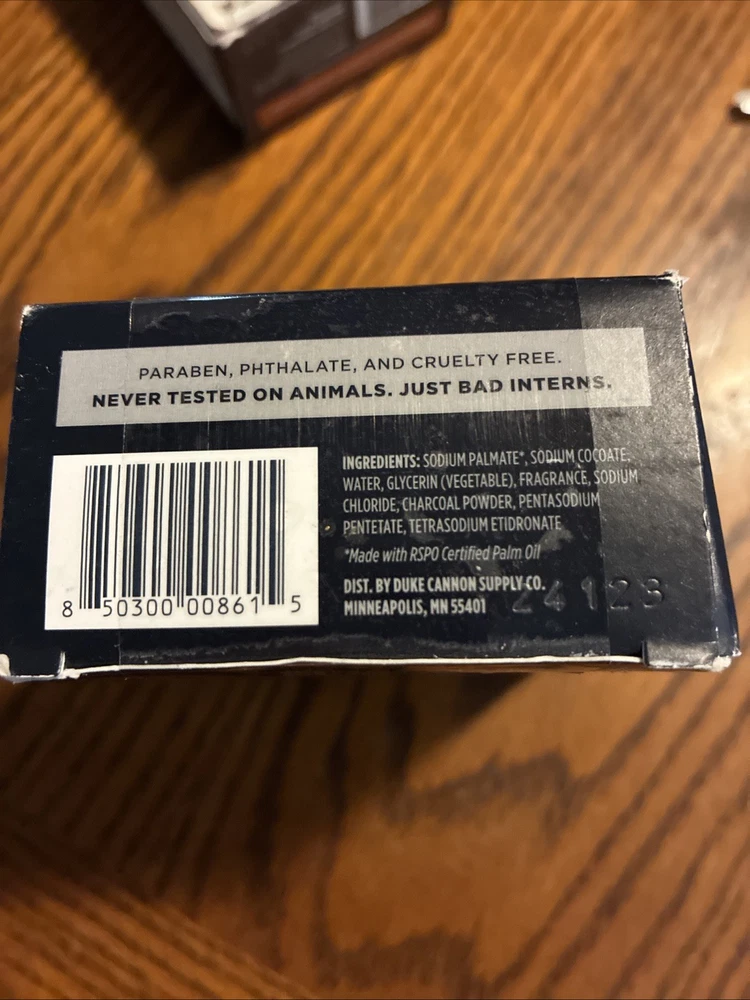 PARABEN, PHTHALATE, AND CRUELTY FREE.
NEVER TESTED ON ANIMALS. JUST BAD INTERNS.
INGREDIENTS: SODIUM PALMATE*, SODIUM COCOATE,
WATER, GLYCERIN (VEGETABLE), FRAGRANCE, SODIUM
CHLORIDE, CHARCOAL POWDER, PENTASODIUM
PENTETATE, TETRASODIUM ETIDRONATE
*Made with RSPO Certified Palm Oil
DIST. BY DUKE CANNON SUPPLY CO.
MINNEAPOLIS, MN 55401
24123
8 50300 00861 5